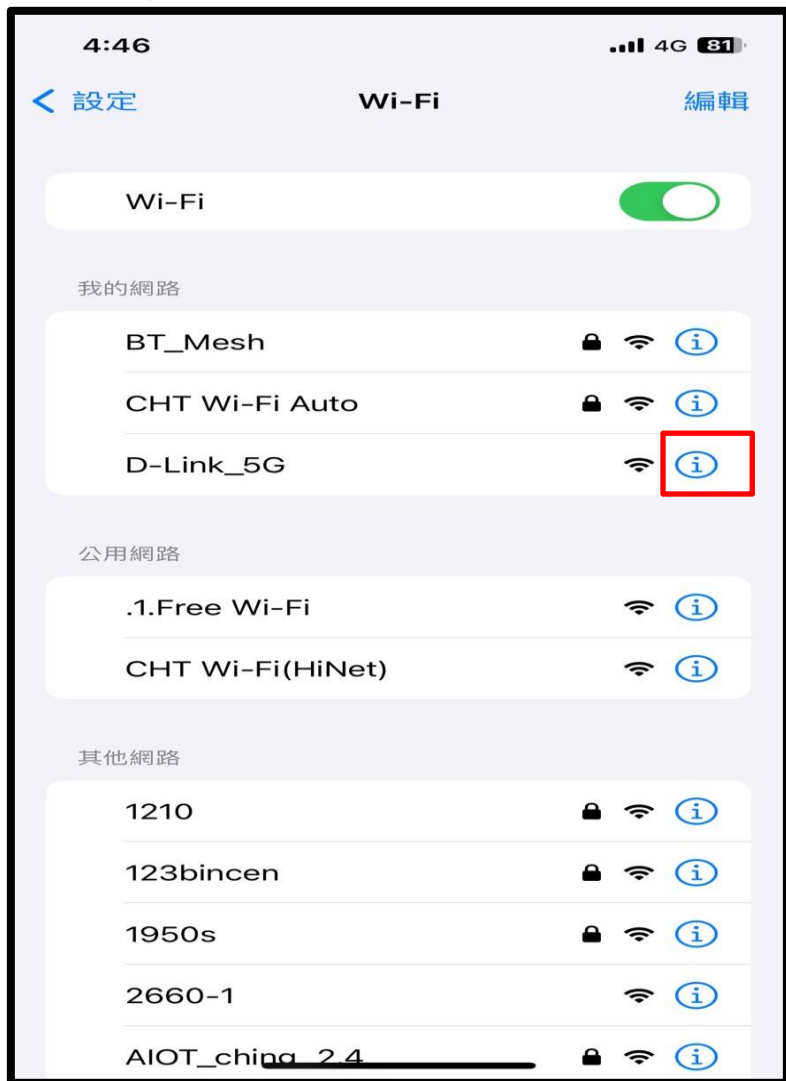 4:46 4G 81
設定 Wi-Fi 編輯
Wi-Fi
我的網路
BT_Mesh
CHT Wi-Fi Auto
D-Link_5G
公用網路
.1.Free Wi-Fi
CHT Wi-Fi(HiNet)
其他網路
1210
123bincen
1950s
2660-1
AIOT_ching_2.4